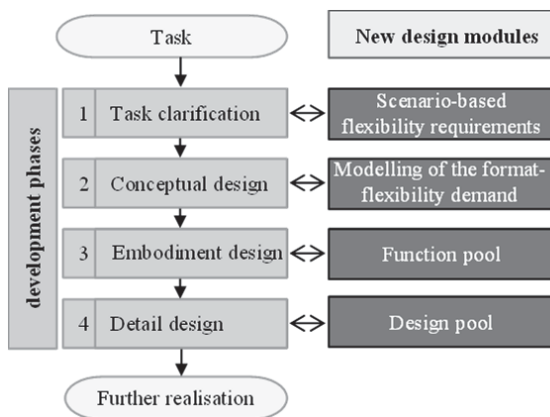 Task
New design modules
development phases
1 Task clarification
Scenario-based
flexibility requirements
2 Conceptual design
Modelling of the format-
flexibility demand
3 Embodiment design
Function pool
4 Detail design
Design pool
Further realisation